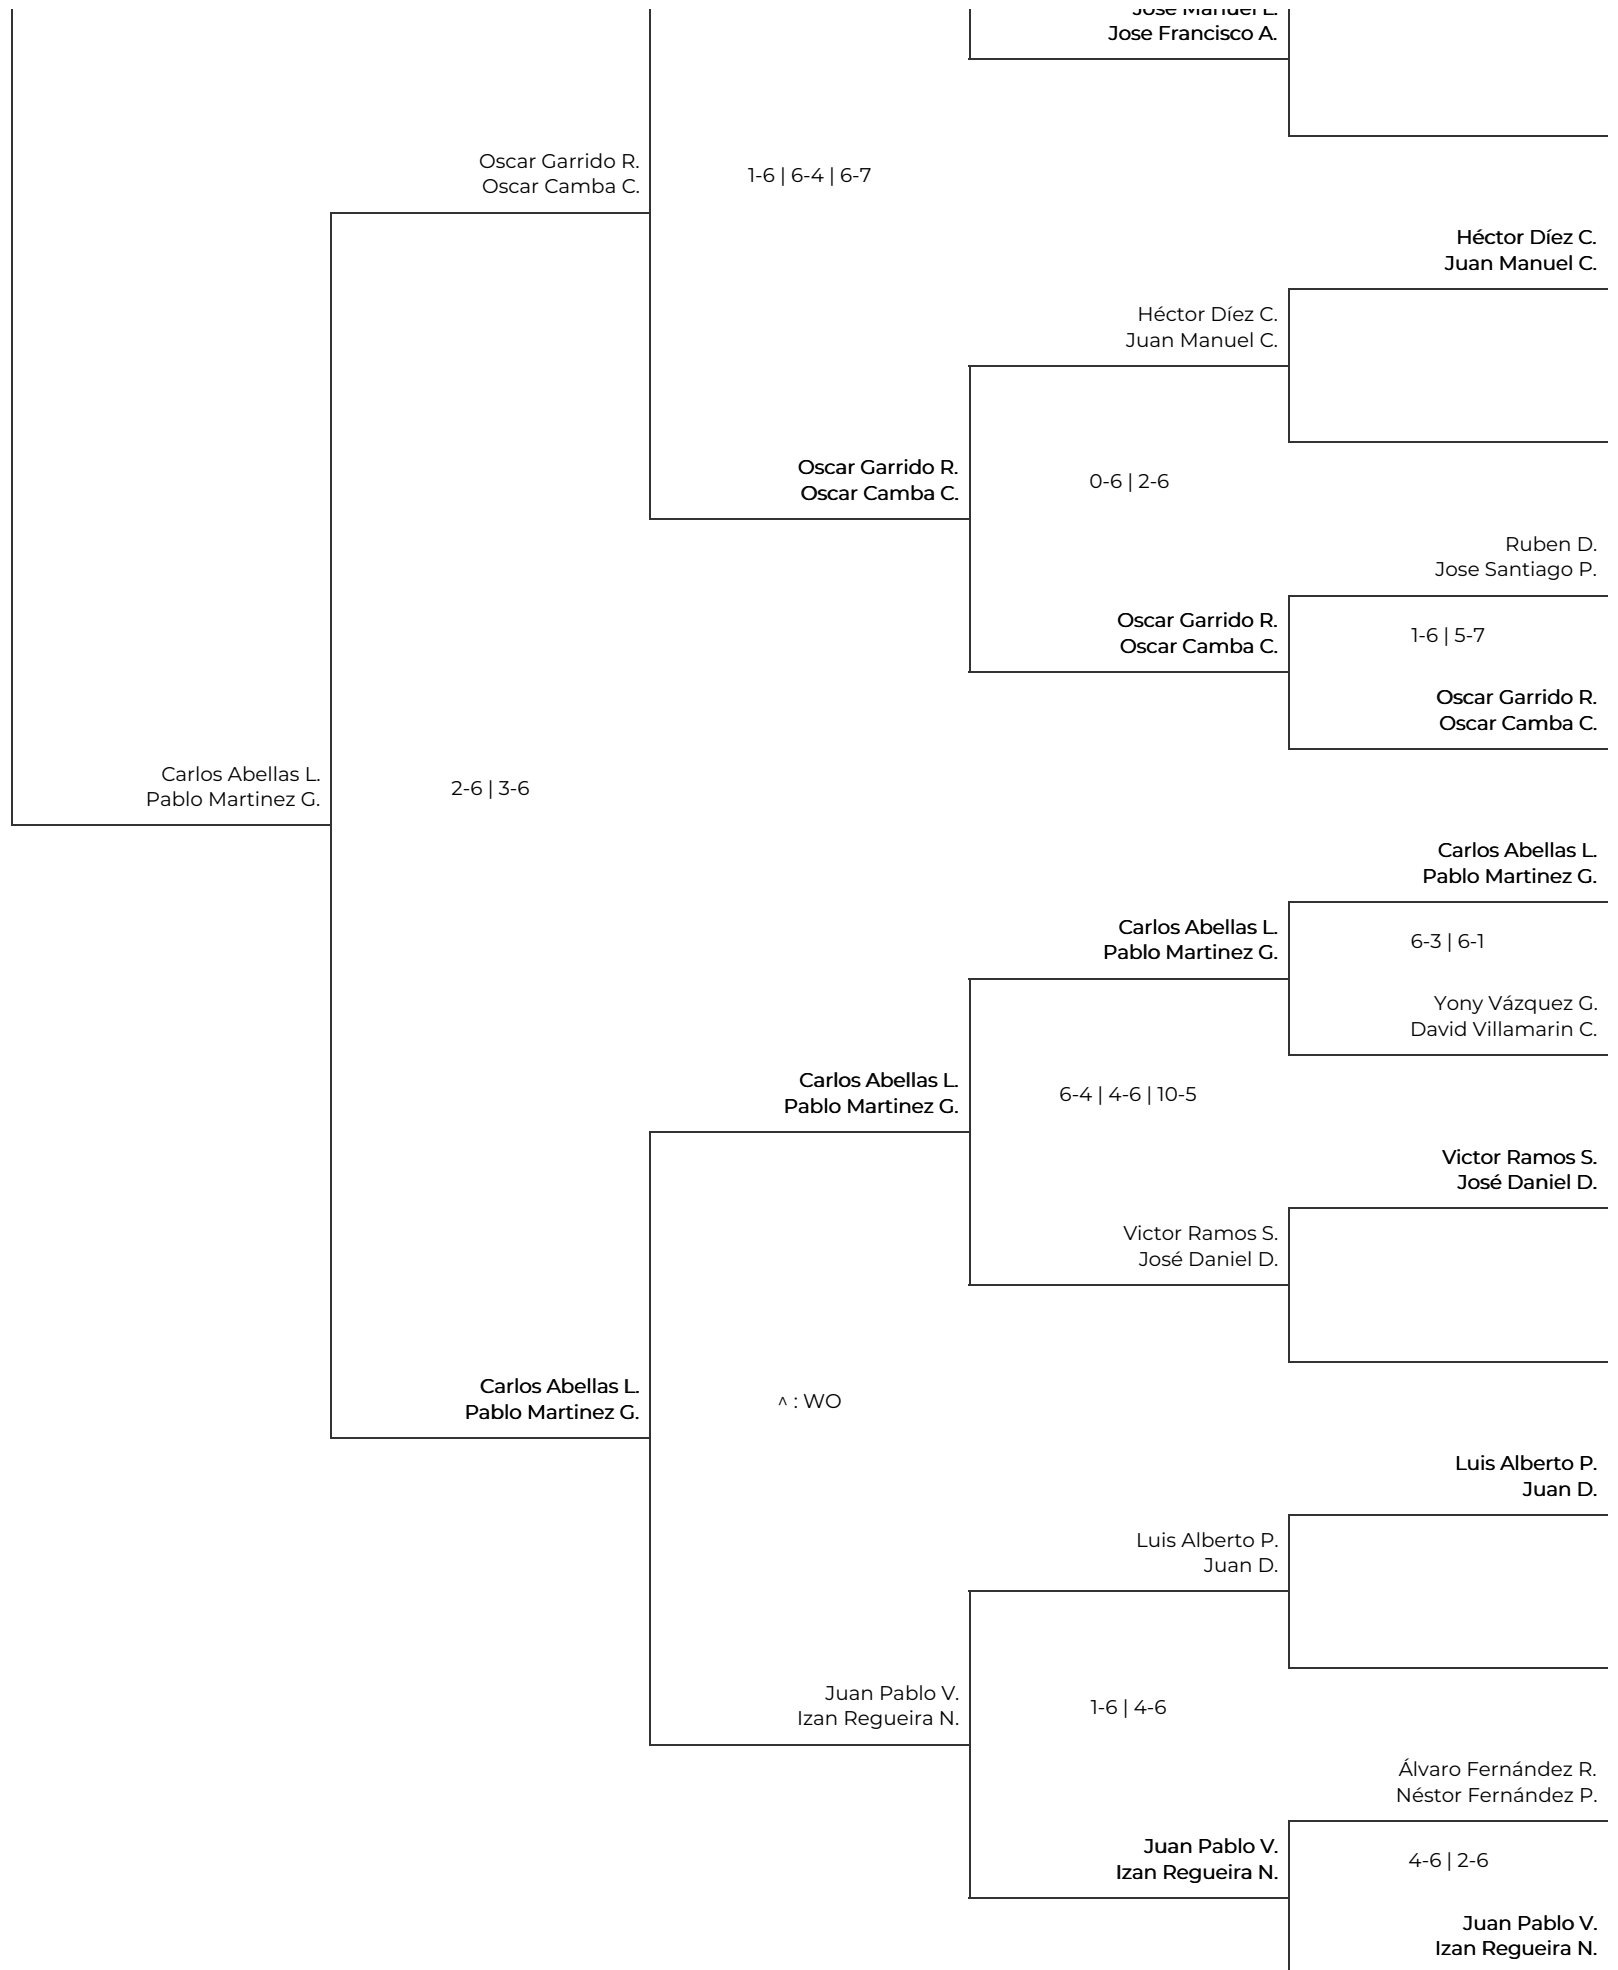 José Manuel L.
Jose Francisco A.
Oscar Garrido R.
Oscar Camba C.
1-6 | 6-4 | 6-7
Héctor Díez C.
Juan Manuel C.
Héctor Díez C.
Juan Manuel C.
Oscar Garrido R.
Oscar Camba C.
0-6 | 2-6
Ruben D.
Jose Santiago P.
Oscar Garrido R.
Oscar Camba C.
1-6 | 5-7
Oscar Garrido R.
Oscar Camba C.
Carlos Abellas L.
Pablo Martinez G.
2-6 | 3-6
Carlos Abellas L.
Pablo Martinez G.
Carlos Abellas L.
Pablo Martinez G.
6-3 | 6-1
Yony Vázquez G.
David Villamarin C.
Carlos Abellas L.
Pablo Martinez G.
6-4 | 4-6 | 10-5
Victor Ramos S.
José Daniel D.
Victor Ramos S.
José Daniel D.
Carlos Abellas L.
Pablo Martinez G.
^ : WO
Luis Alberto P.
Juan D.
Luis Alberto P.
Juan D.
Juan Pablo V.
Izan Regueira N.
1-6 | 4-6
Álvaro Fernández R.
Néstor Fernández P.
Juan Pablo V.
Izan Regueira N.
4-6 | 2-6
Juan Pablo V.
Izan Regueira N.